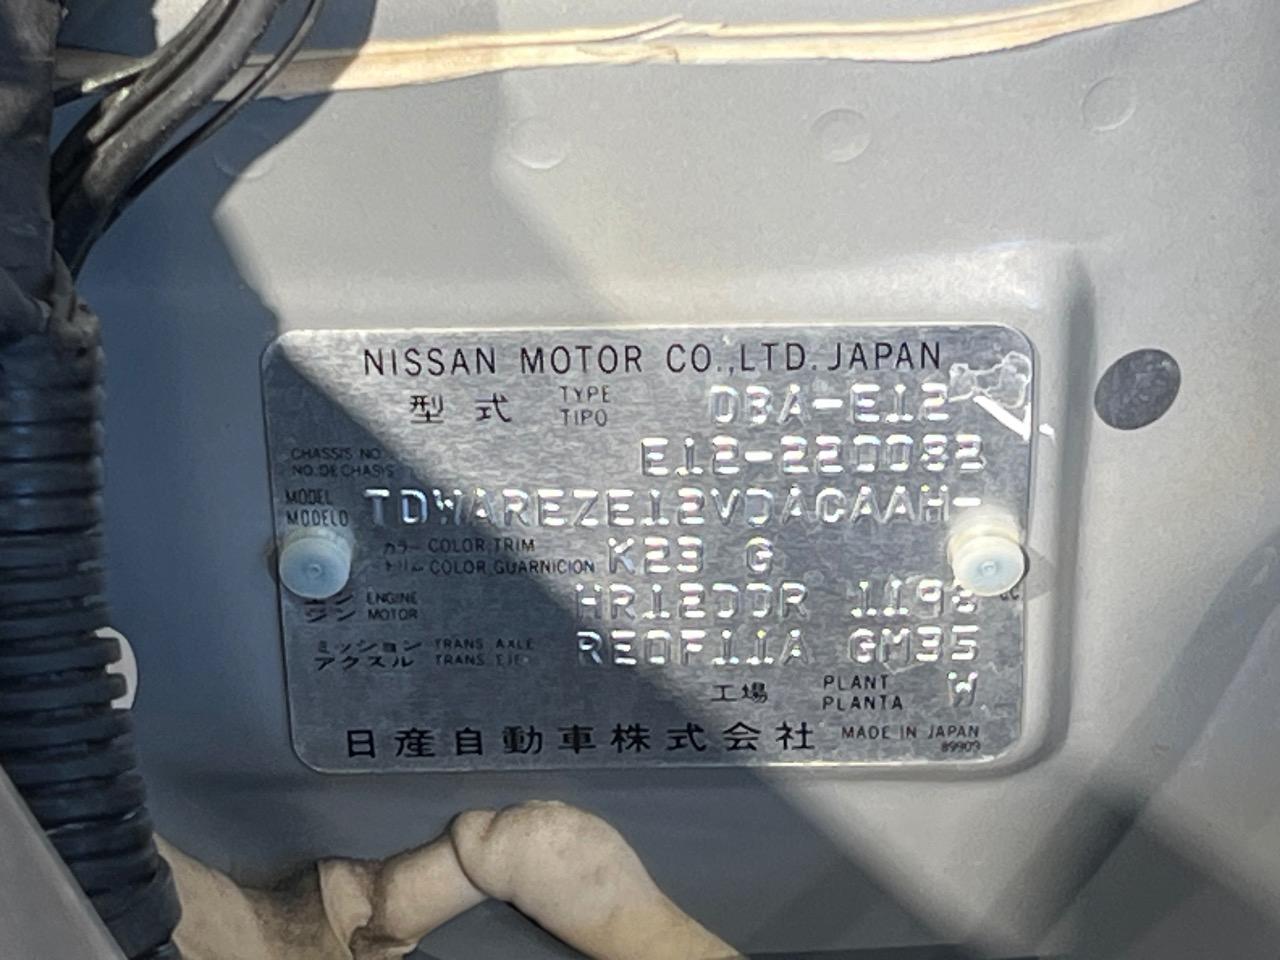 NISSAN MOTOR CO.,LTD. JAPAN
型式 TYPE TIPO DBA-E12
CHASSIS NO. NO. DE CHASIS E12-220082
MODEL MODELO TDWAREZE12VDACAAH-
カラー トリム COLOR, TRIM COLOR, GUARNICION K23 G
エンジン ENGINE MOTOR HR12DDR 1198 cc
ミッション アクスル TRANS. AXLE TRANS. EJE RE0F11A GM35
工場 PLANT PLANTA W
日産自動車株式会社 MADE IN JAPAN
89909